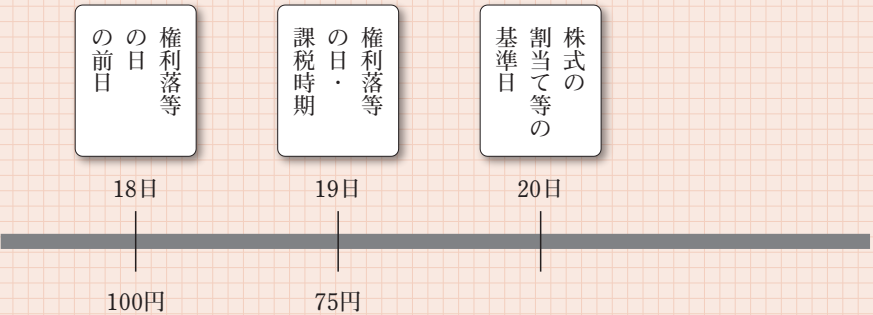 権利落等
の日
の前日
権利落等
の日・
課税時期
株式の
割当て等の
基準日
18日
19日
20日
100円
75円